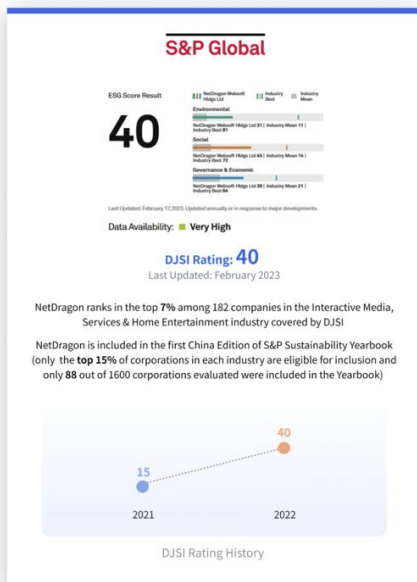 S&P Global
ESG Score Result
40
NetDragon Websoft Hldgs Ltd
Industry Best
Industry Mean
Environmental
NetDragon Websoft Hldgs Ltd 31 | Industry Mean 11 |
Industry Best 81
Social
NetDragon Websoft Hldgs Ltd 45 | Industry Mean 14 |
Industry Best 72
Governance & Economic
NetDragon Websoft Hldgs Ltd 39 | Industry Mean 21 |
Last Updated: February 17, 2023. Updated annually or in response to major developments.
Data Availability: Very High
DJSI Rating: 40
Last Updated: February 2023
NetDragon ranks in the top 7% among 182 companies in the Interactive Media,
Services & Home Entertainment industry covered by DJSI
NetDragon is included in the first China Edition of S&P Sustainability Yearbook
(only the top 15% of corporations in each industry are eligible for inclusion and
only 88 out of 1600 corporations evaluated were included in the Yearbook)
15
40
2021
2022
DJSI Rating History